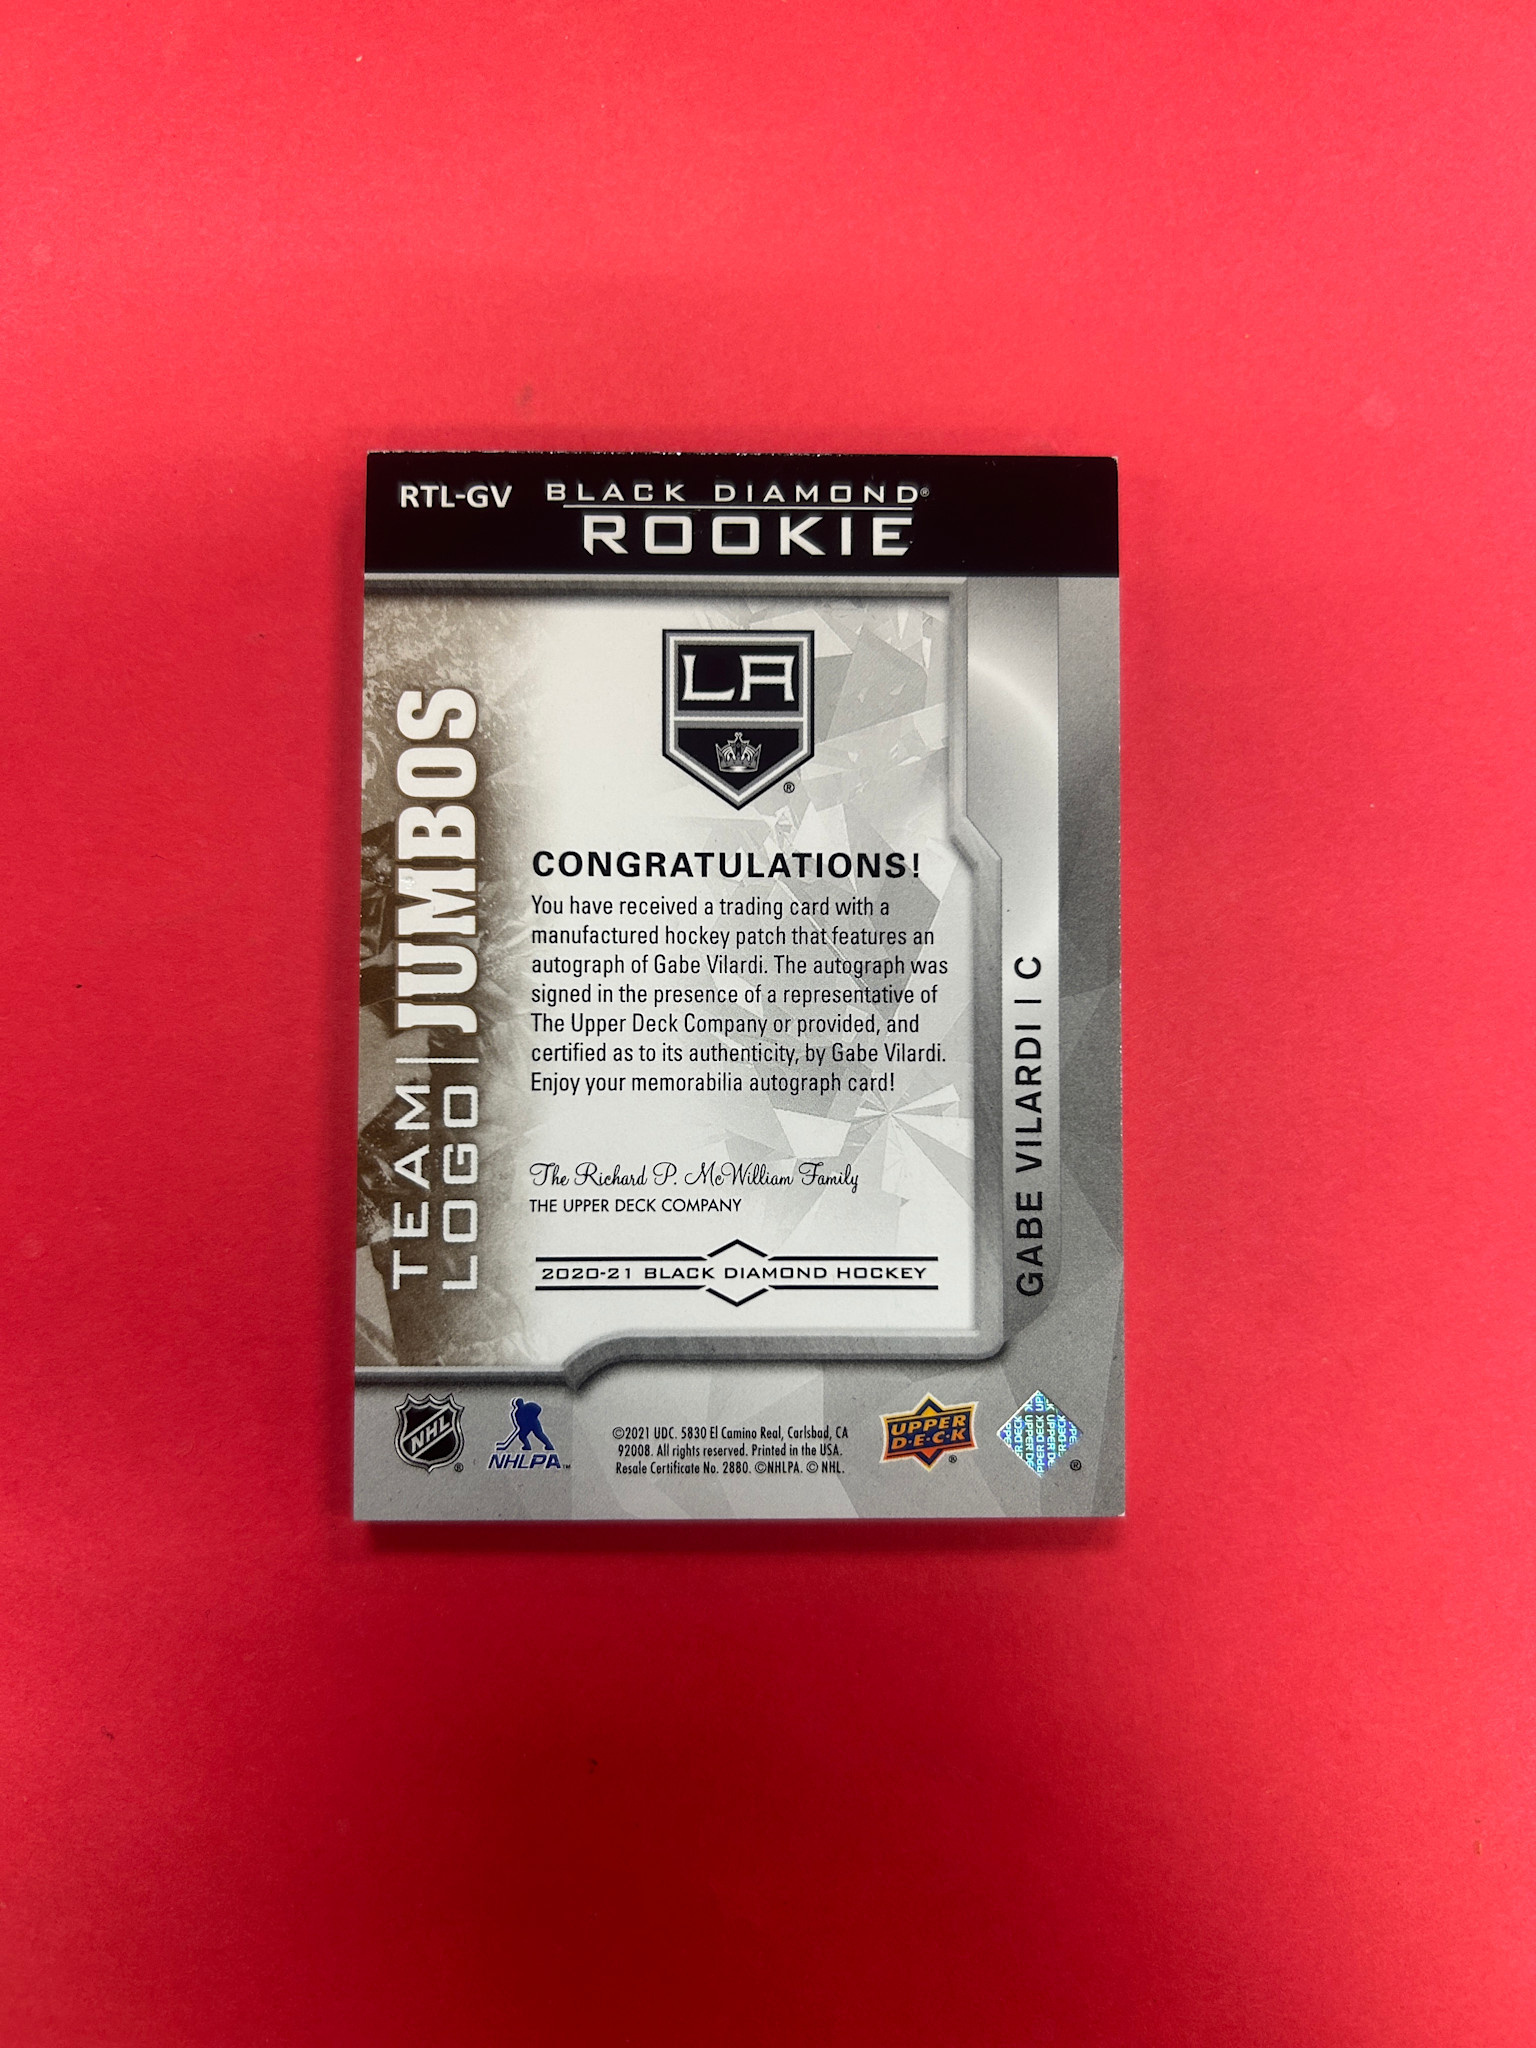 RTL-GV
BLACK DIAMOND®
ROOKIE
TEAM
LOGO
JUMBOS
LA
®
CONGRATULATIONS!
You have received a trading card with a
manufactured hockey patch that features an
autograph of Gabe Vilardi. The autograph was
signed in the presence of a representative of
The Upper Deck Company or provided, and
certified as to its authenticity, by Gabe Vilardi.
Enjoy your memorabilia autograph card!
The Richard P. McWilliam Family
THE UPPER DECK COMPANY
2020-21 BLACK DIAMOND HOCKEY
GABE VILARDI | C
NHL
®
NHLPA™
©2021 UDC. 5830 El Camino Real, Carlsbad, CA
92008. All rights reserved. Printed in the USA.
Resale Certificate No. 2880. ©NHLPA. © NHL.
UPPER
D·E·C·K
®
UPPER DECK
®